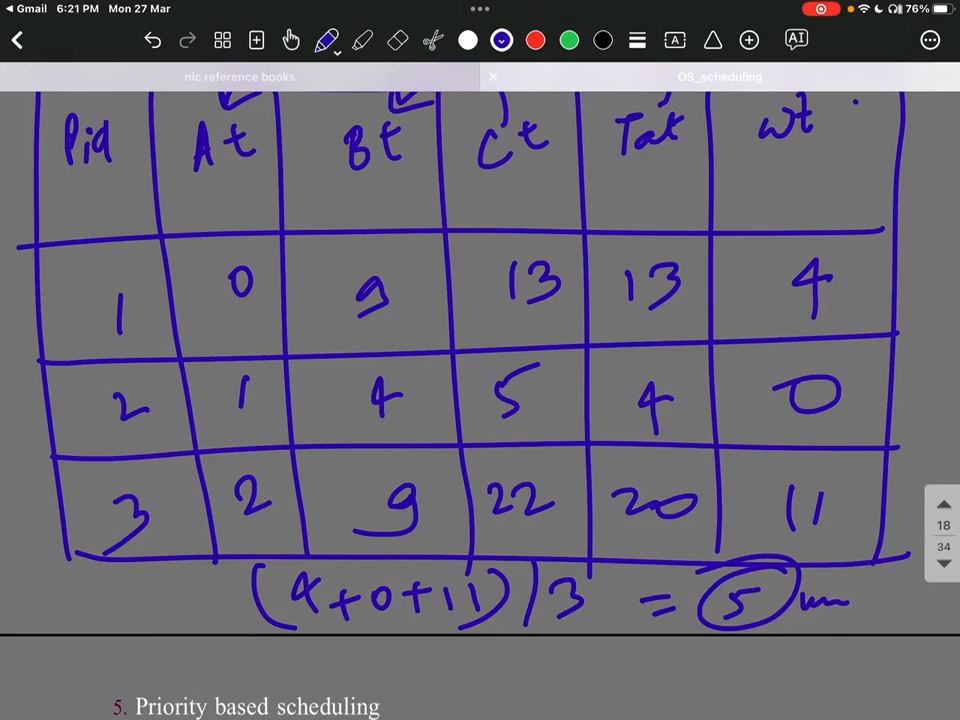 Gmail 6:21 PM Mon 27 Mar 76%
AI
nic reference books OS_scheduling
Pid At Bt Ct Tat Wt
1 0 9 13 13 4
2 1 4 5 4 0
3 2 9 22 20 11
(4+0+11)/3 = 5
18
34
5. Priority based scheduling